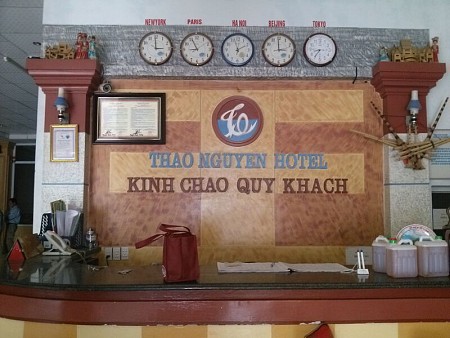 NEWYORK PARIS HA NOI BEIJING TOKYO
THAO NGUYEN HOTEL
KINH CHAO QUY KHACH